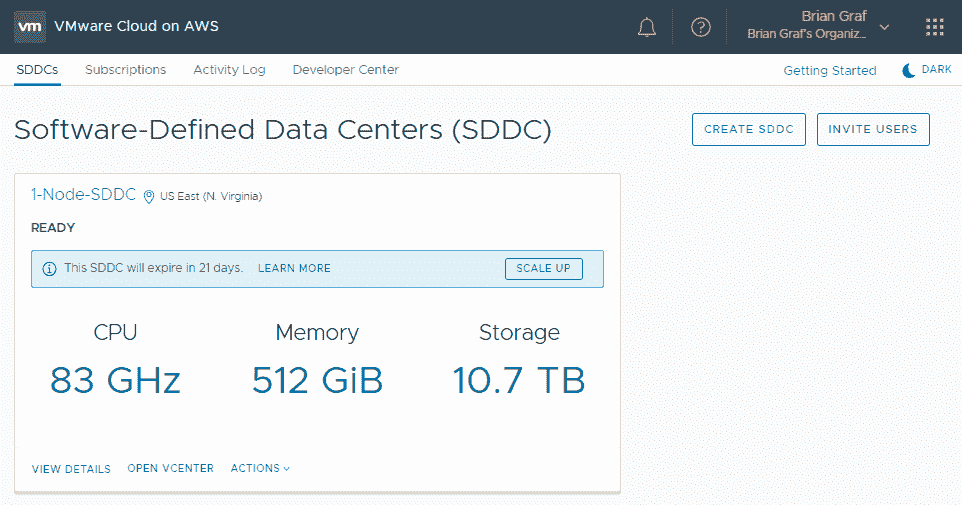 vm VMware Cloud on AWS
Brian Graf
Brian Graf's Organiz...
SDDCs Subscriptions Activity Log Developer Center Getting Started DARK
Software-Defined Data Centers (SDDC) CREATE SDDC INVITE USERS
1-Node-SDDC US East (N. Virginia)
READY
This SDDC will expire in 21 days. LEARN MORE SCALE UP
CPU Memory Storage
83 GHz 512 GiB 10.7 TB
VIEW DETAILS OPEN VCENTER ACTIONS